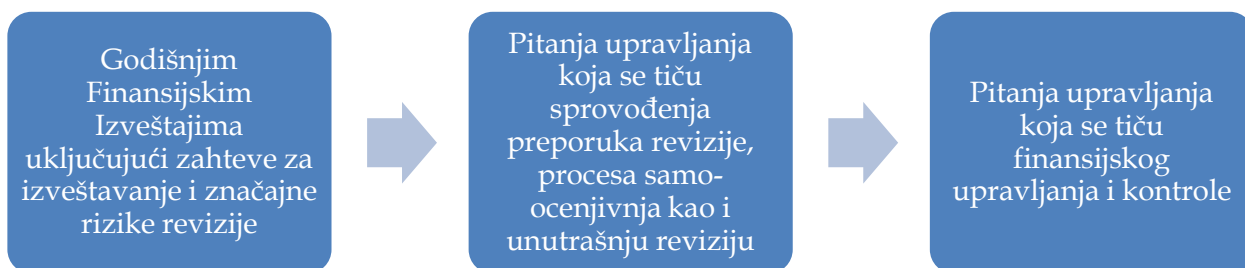 Godišnjim
Finansijskim
Izveštajima
uključujući zahteve za
izveštavanje i značajne
rizike revizije
Pitanja upravljanja
koja se tiču
sprovođenja
preporuka revizije,
procesa samo-
ocenjivnja kao i
unutrašnju reviziju
Pitanja upravljanja
koja se tiču
finansijskog
upravljanja i kontrole